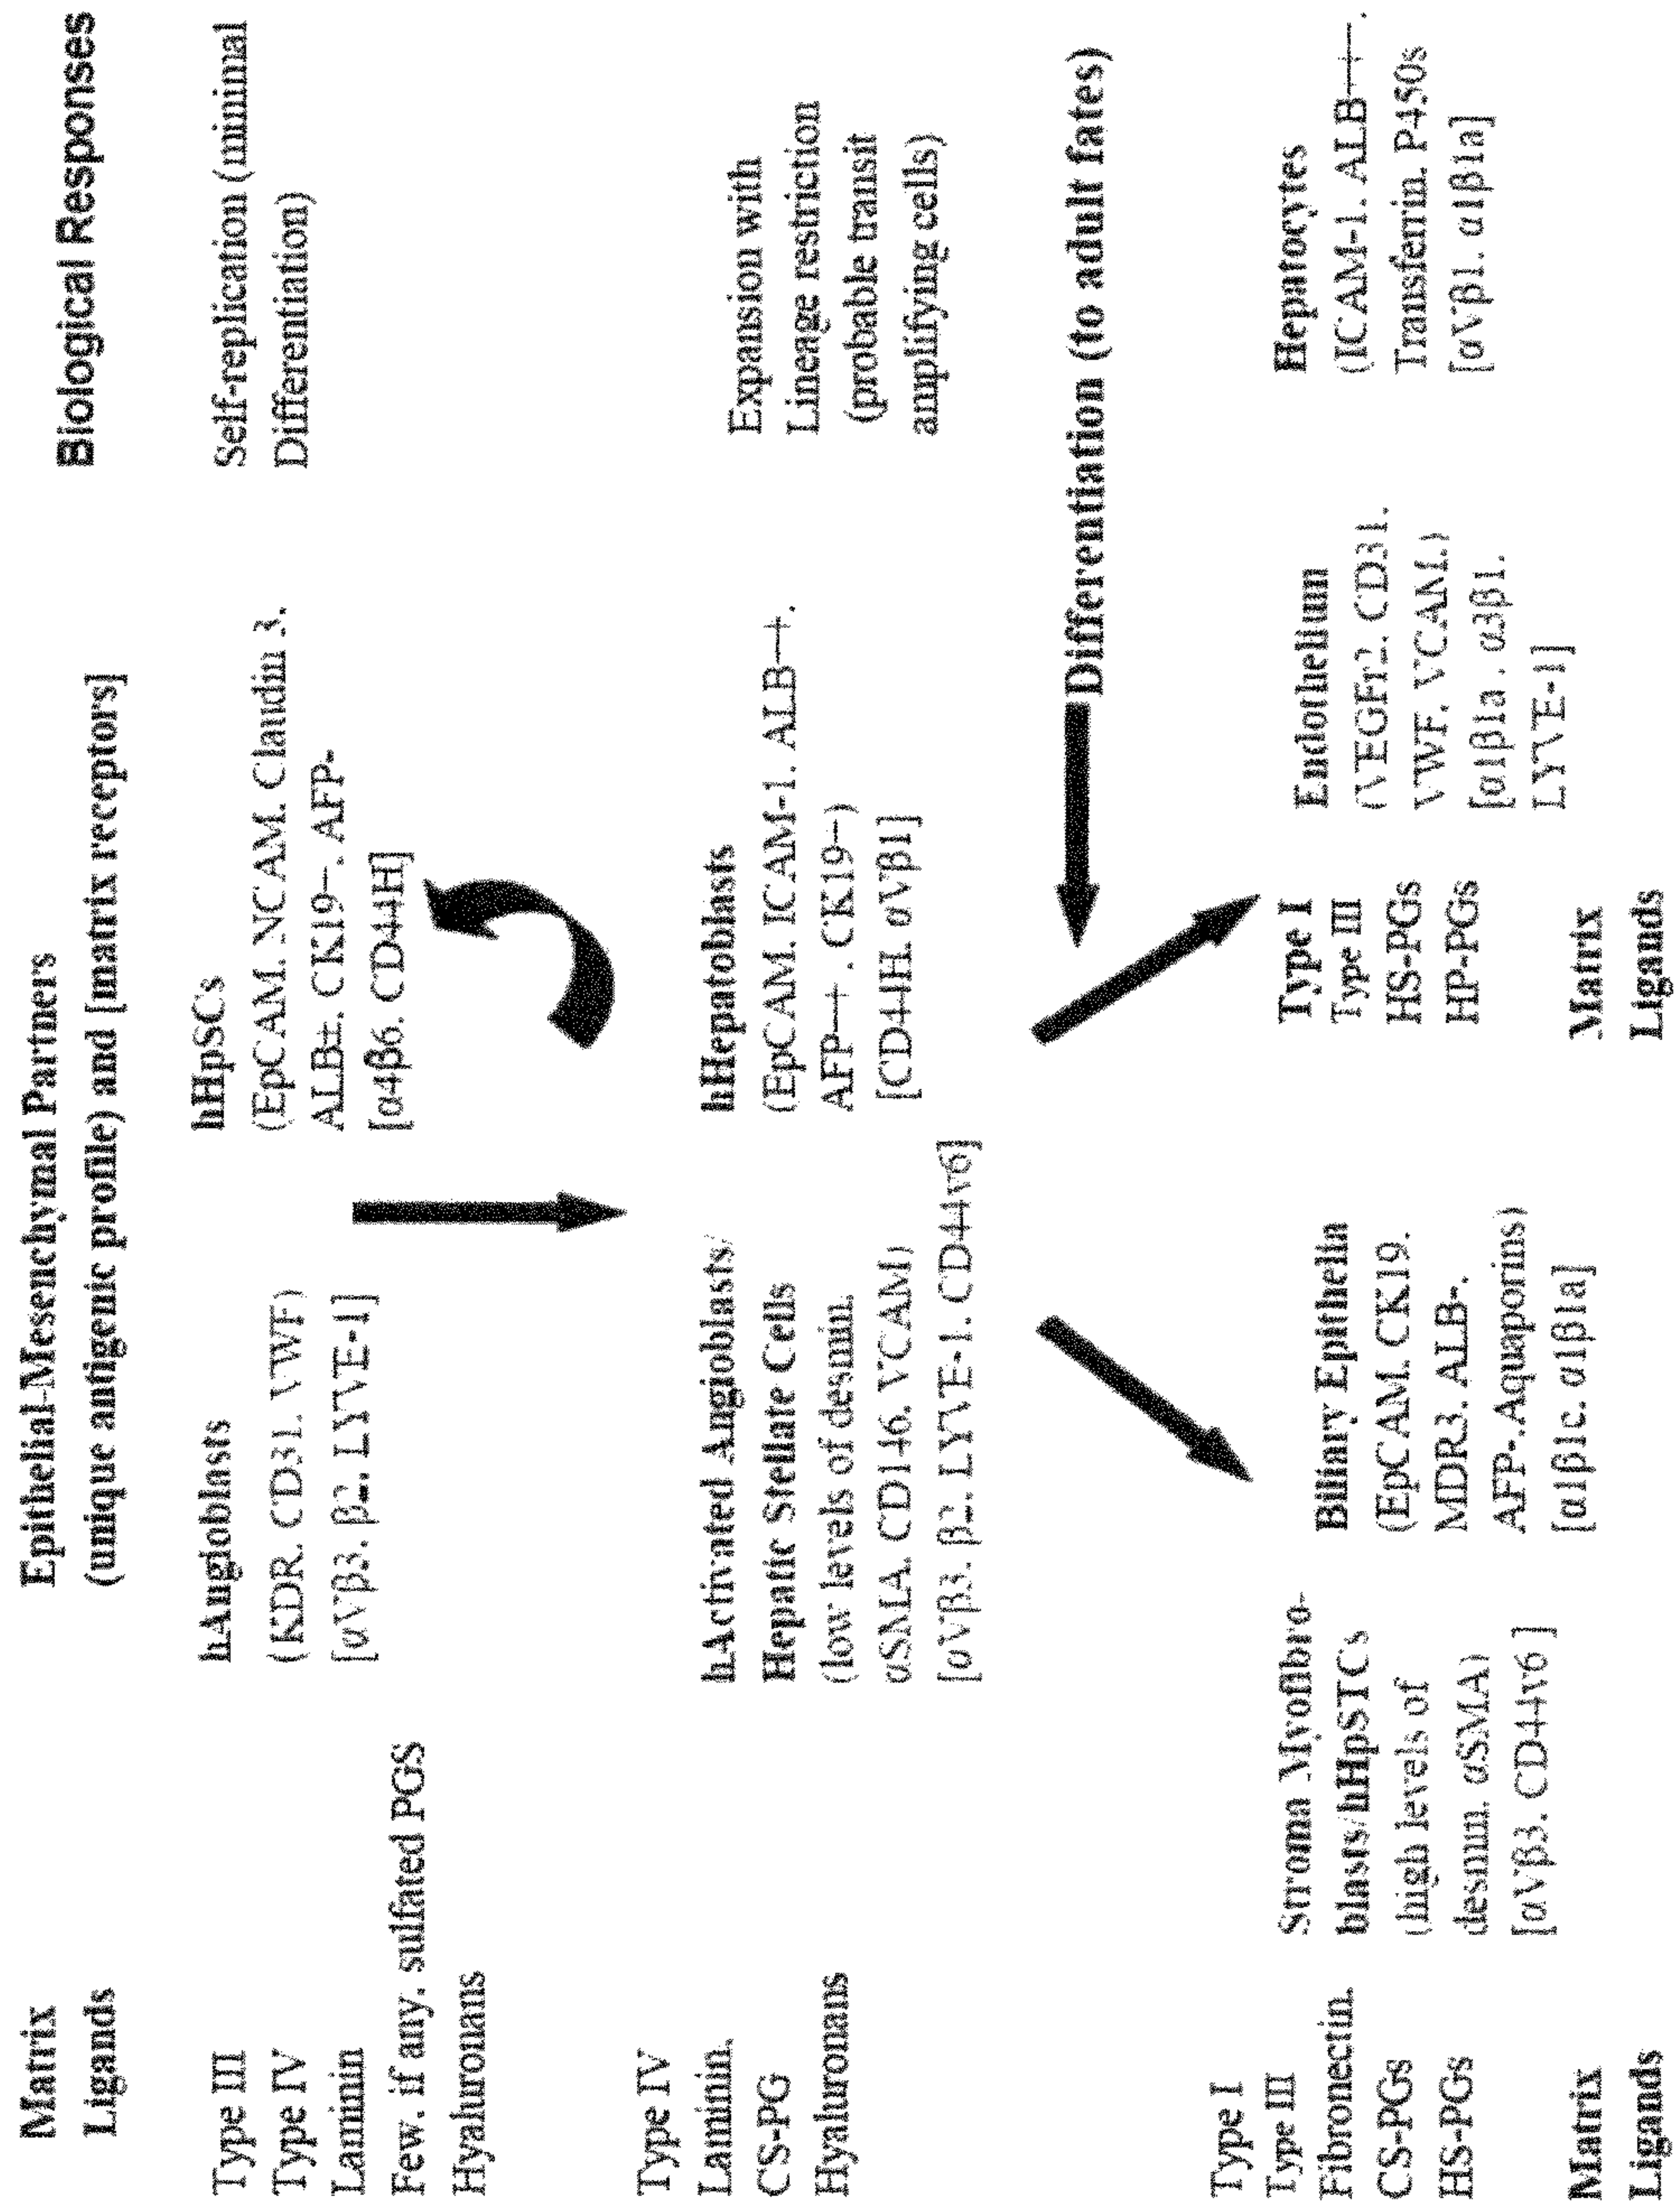 Matrix
Ligands
Epithelial-Mesenchymal Partners
(unique antigenic profile) and [matrix receptors]
Biological Responses
Type III
Type IV
Laminin
Few. if any. sulfated PGS
Hyaluronans
hAngioblasts
(KDR. CD31. VWF)
[αVβ3. β2. LYVE-1]
hHpSCs
(EpCAM. NCAM. Claudin 3.
ALB±. CK19+. AFP-
[α4β6. CD44H]
Self-replication (minimal
Differentiation)
Type IV
Laminin.
CS-PG
Hyaluronans
hActivated Angioblasts/
Hepatic Stellate Cells
(low levels of desmin.
αSMA. CD146. VCAM)
[αVβ3. β2. LYVE-1. CD44v6]
hHepatoblasts
(EpCAM. ICAM-1. ALB++.
AFP++ . CK19+)
[CD44H. αVβ1]
Expansion with
Lineage restriction
(probable transit
amplifying cells)
Differentiation (to adult fates)
Type I
Type III
Fibronectin.
CS-PGs
HS-PGs
Matrix
Ligands
Stroma Myofibro-
blasts/hHpSTCs
(high levels of
desmin. αSMA)
[αVβ3. CD44v6 ]
Biliary Epithelia
(EpCAM. CK19.
MDR3. ALB-.
AFP-.Aquaporins)
[α1β1c. α1β1a]
Type I
Type III
HS-PGs
HP-PGs
Matrix
Ligands
Endothelium
(VEGFr2. CD31.
VWF. VCAM.)
[α1β1a . α3β1.
LYVE-1]
Hepatocytes
(ICAM-1. ALB++.
Transferrin. P450s
[αVβ1. α1β1a]